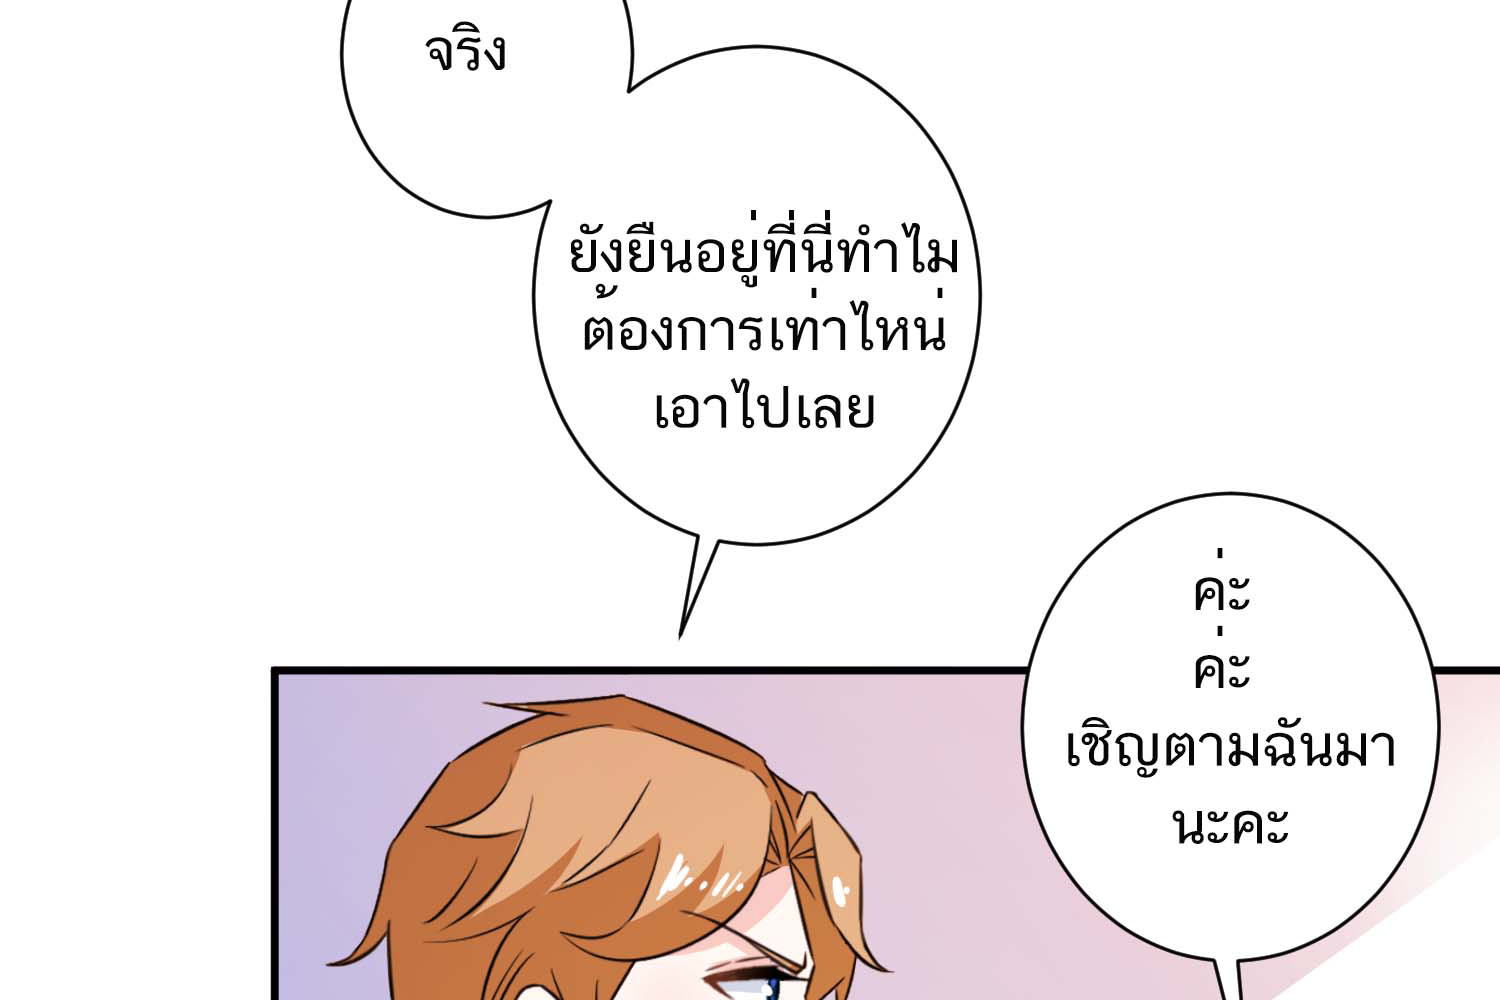 จริง
ยังยืนอยู่ที่นี่ทำไม
ต้องการเท่าไหน่
เอาไปเลย
ค่ะ
ค่ะ
เชิญตามฉันมา
นะคะ